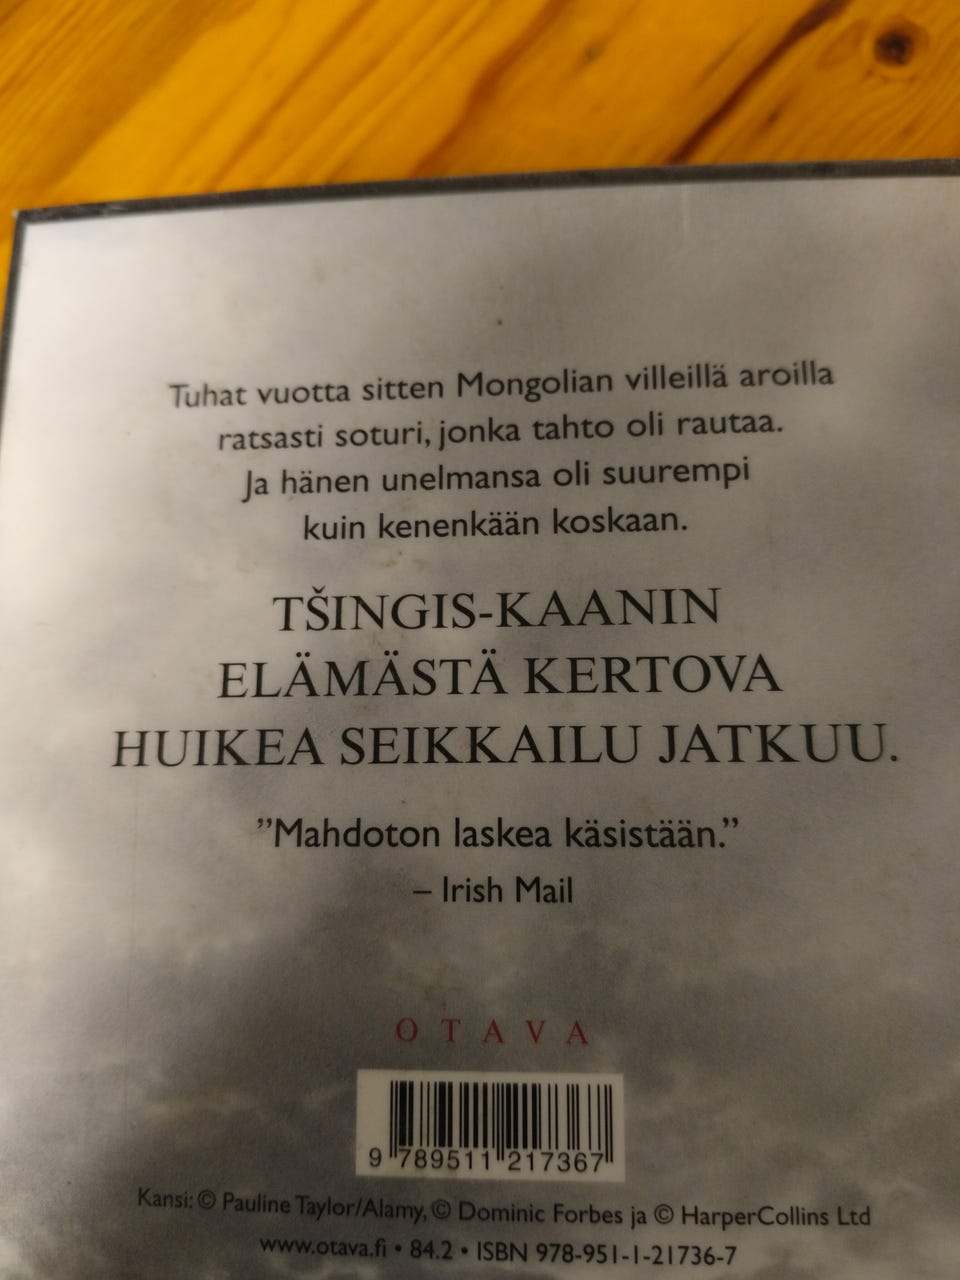 Tuhat vuotta sitten Mongolian villeillä aroilla
ratsasti soturi, jonka tahto oli rautaa.
Ja hänen unelmansa oli suurempi
kuin kenenkään koskaan.
TŠINGIS-KAANIN
ELÄMÄSTÄ KERTOVA
HUIKEA SEIKKAILU JATKUU.
”Mahdoton laskea käsistään.”
– Irish Mail
OTAVA
9 789511 217367
Kansi: © Pauline Taylor/Alamy, © Dominic Forbes ja © HarperCollins Ltd
www.otava.fi • 84.2 • ISBN 978-951-1-21736-7